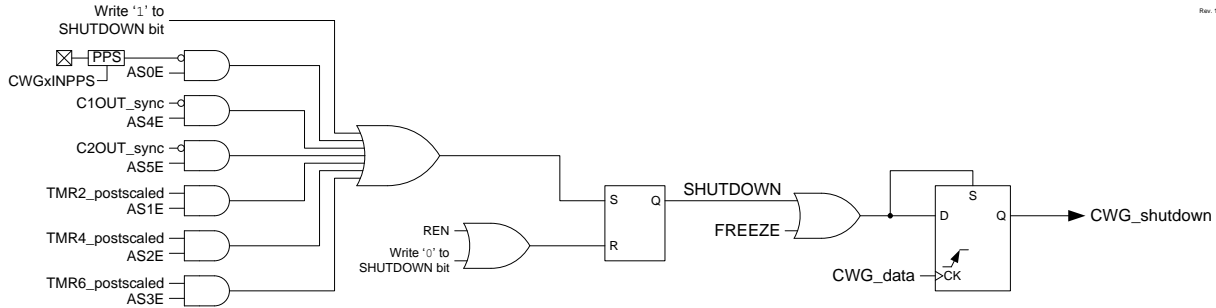 Write '1' to
SHUTDOWN bit
Rev. 1
PPS
AS0E
CWGxINPPS
C1OUT_sync
AS4E
C2OUT_sync
AS5E
TMR2_postscaled
AS1E
TMR4_postscaled
AS2E
TMR6_postscaled
AS3E
REN
Write '0' to
SHUTDOWN bit
S
Q
R
SHUTDOWN
FREEZE
S
D
Q
CWG_data
CK
CWG_shutdown